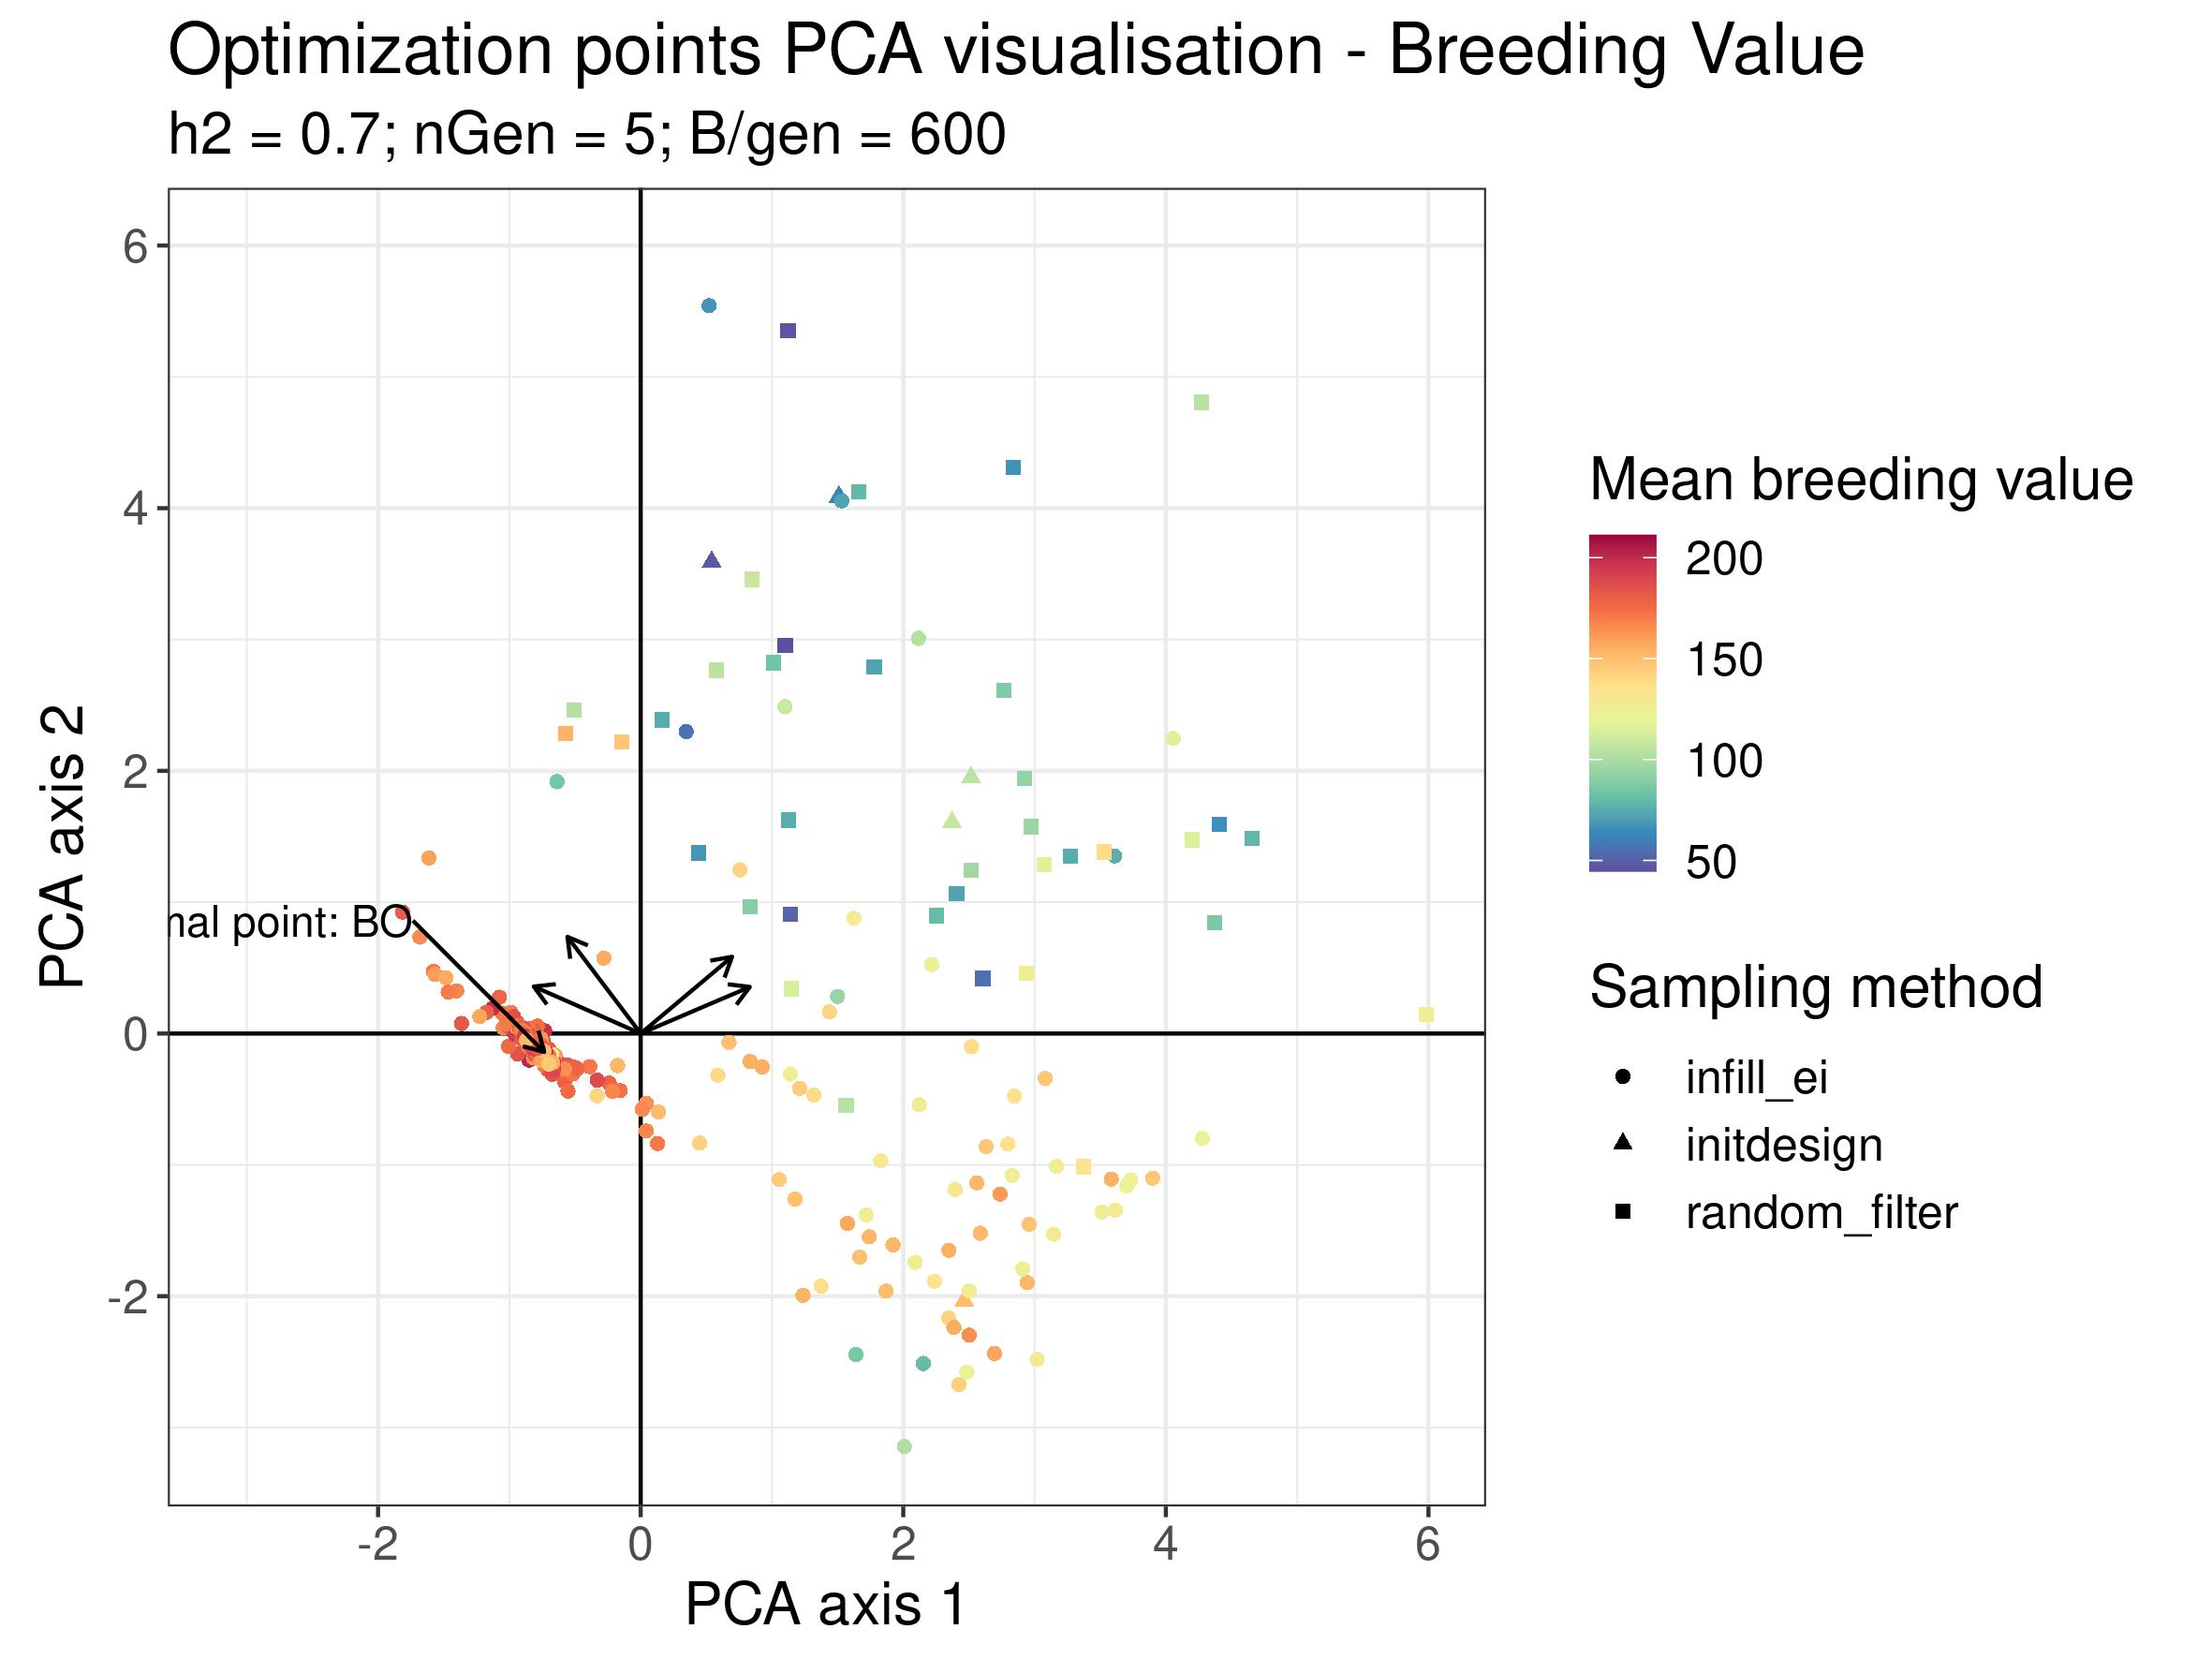 Optimization points PCA visualisation - Breeding Value
h2 = 0.7; nGen = 5; B/gen = 600
PCA axis 2
6
4
2
0
-2
nal point: BO
-2
0
2
4
6
PCA axis 1
Mean breeding value
200
150
100
50
Sampling method
infill_ei
initdesign
random_filter